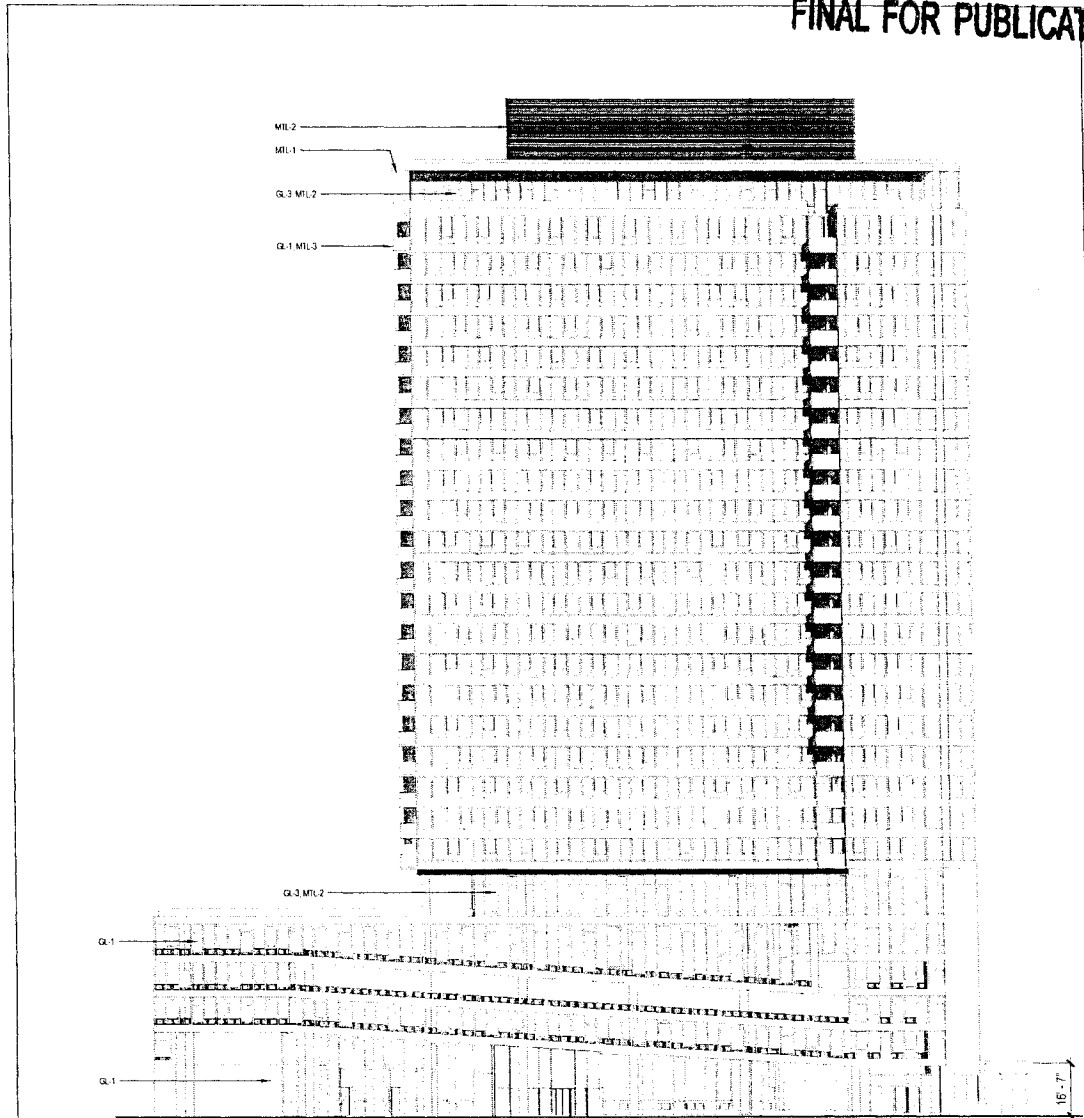 FINAL FOR PUBLICAT
MTL-2
MTL-1
GL-3 MTL-2
GL-1 MTL-3
GL-3, MTL-2
GL-1
GL-1
16' - 7"